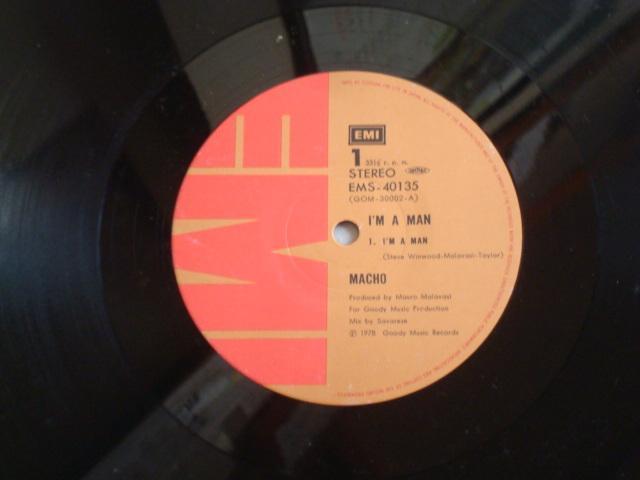 EMI
EMI
1 33⅓ r. p. m.
STEREO
EMS-40135
(GOM-30002-A)
I'M A MAN
1. I'M A MAN
(Steve Winwood-Malavasi-Taylor)
MACHO
Produced by Mauro Malavasi
For Goody Music Production
Mix by Savarese
Ⓟ 1978 Goody Music Records